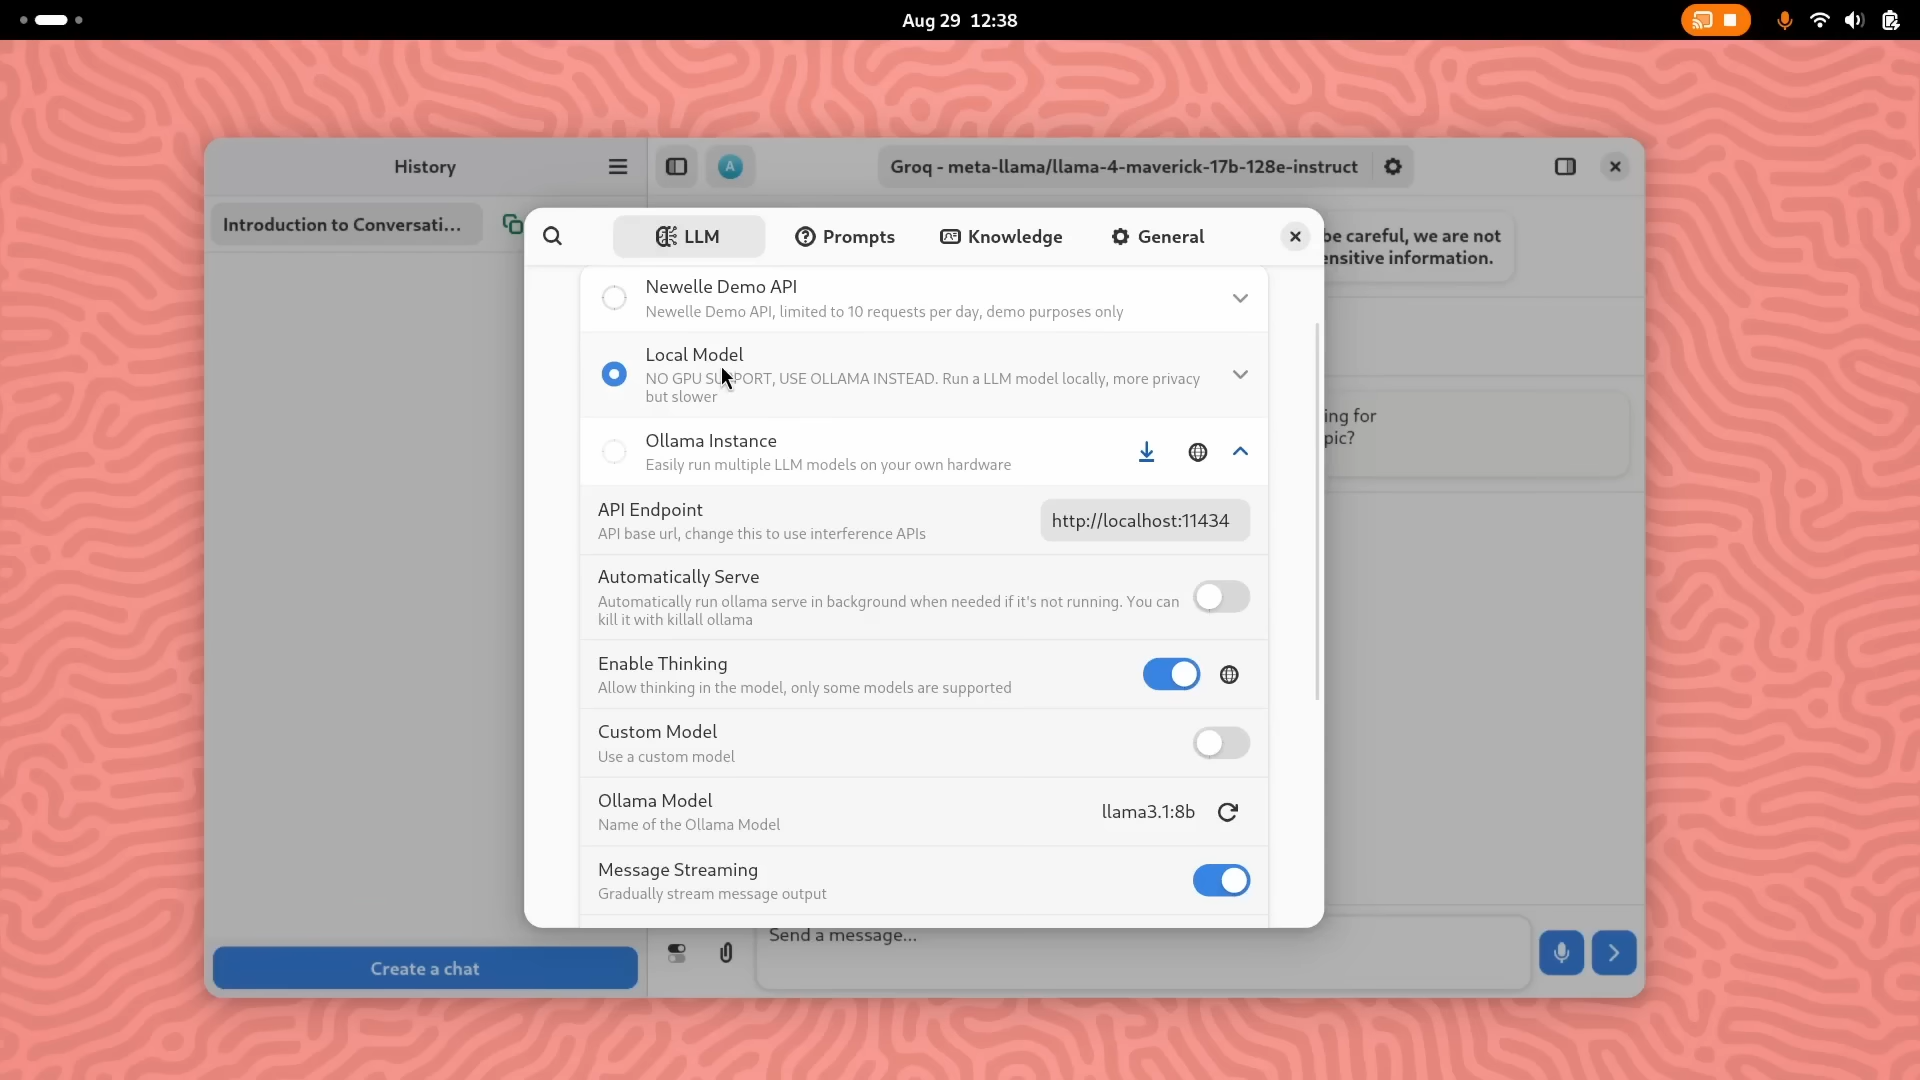 Aug 29 12:38
History
A
Groq - meta-llama/llama-4-maverick-17b-128e-instruct
Introduction to Conversati...
be careful, we are not
ensitive information.
LLM
Prompts
Knowledge
General
Newelle Demo API
Newelle Demo API, limited to 10 requests per day, demo purposes only
Local Model
NO GPU SUPPORT, USE OLLAMA INSTEAD. Run a LLM model locally, more privacy
but slower
ing for
pic?
Ollama Instance
Easily run multiple LLM models on your own hardware
API Endpoint
API base url, change this to use interference APIs
http://localhost:11434
Automatically Serve
Automatically run ollama serve in background when needed if it's not running. You can
kill it with killall ollama
Enable Thinking
Allow thinking in the model, only some models are supported
Custom Model
Use a custom model
Ollama Model
Name of the Ollama Model
llama3.1:8b
Message Streaming
Gradually stream message output
Send a message...
Create a chat